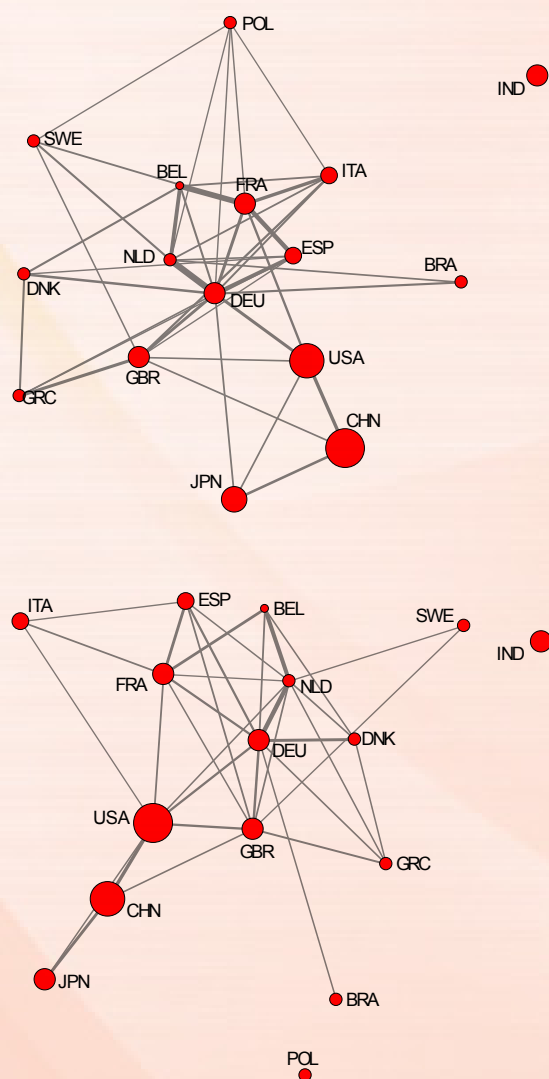 POL
IND
SWE
BEL
ITA
FRA
NLD
ESP
BRA
DNK
DEU
USA
GBR
GRC
CHN
JPN
ITA
ESP
BEL
SWE
IND
FRA
NLD
DEU
DNK
USA
GBR
GRC
CHN
JPN
BRA
POL